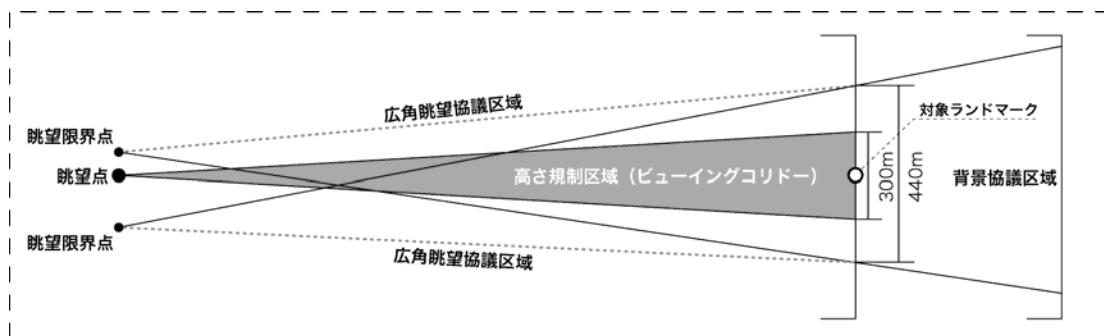 広角眺望協議区域
対象ランドマーク
眺望限界点
眺望点
高さ規制区域（ビューイングコリドー）
300m
440m
背景協議区域
眺望限界点
広角眺望協議区域